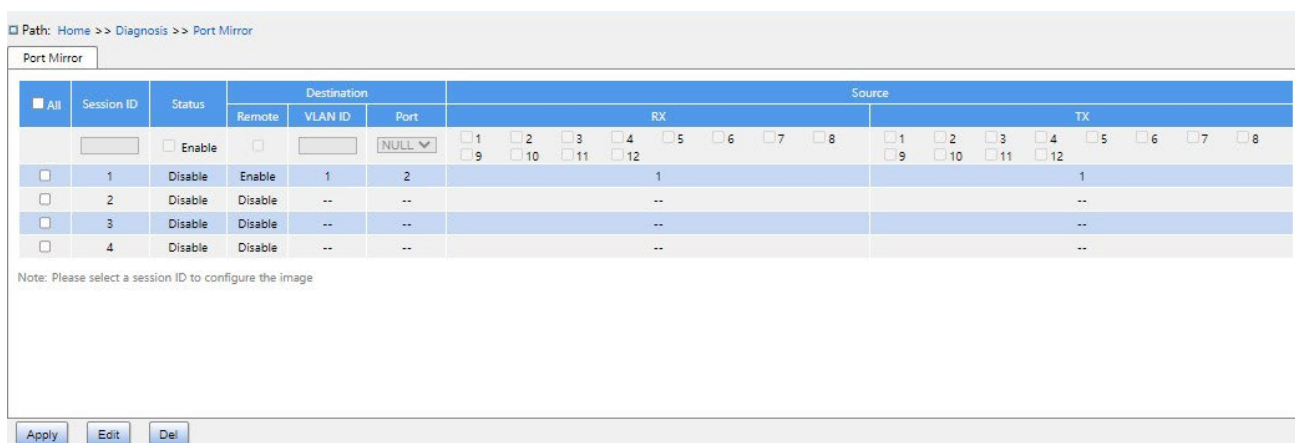 Path: Home >> Diagnosis >> Port Mirror
Port Mirror
All Session ID Status Destination Source
Remote VLAN ID Port RX TX
Enable NULL 1 2 3 4 5 6 7 8 1 2 3 4 5 6 7 8
9 10 11 12 9 10 11 12
1 Disable Enable 1 2 1 1
2 Disable Disable -- -- -- --
3 Disable Disable -- -- -- --
4 Disable Disable -- -- -- --
Note: Please select a session ID to configure the image
Apply Edit Del